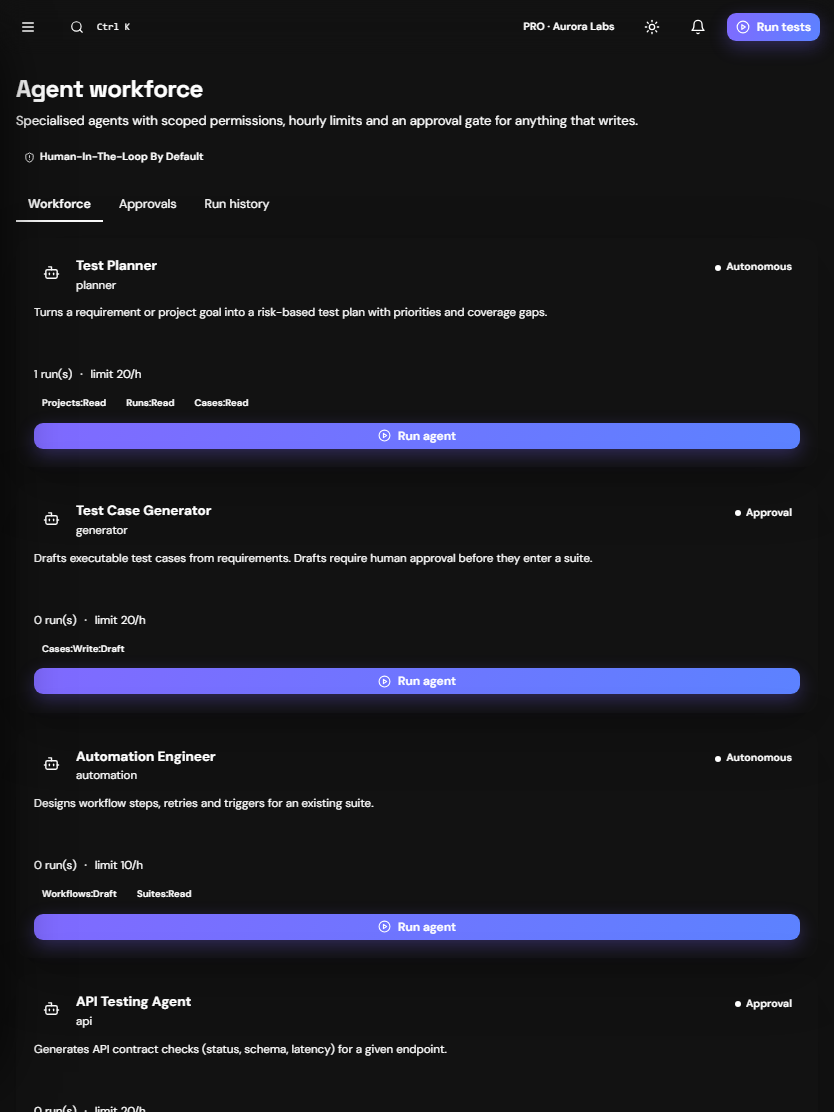 Ctrl K
PRO · Aurora Labs
Run tests
Agent workforce
Specialised agents with scoped permissions, hourly limits and an approval gate for anything that writes.
Human-In-The-Loop By Default
Workforce
Approvals
Run history
Test Planner
Autonomous
planner
Turns a requirement or project goal into a risk-based test plan with priorities and coverage gaps.
1 run(s) · limit 20/h
Projects:Read
Runs:Read
Cases:Read
Run agent
Test Case Generator
Approval
generator
Drafts executable test cases from requirements. Drafts require human approval before they enter a suite.
0 run(s) · limit 20/h
Cases:Write:Draft
Run agent
Automation Engineer
Autonomous
automation
Designs workflow steps, retries and triggers for an existing suite.
0 run(s) · limit 10/h
Workflows:Draft
Suites:Read
Run agent
API Testing Agent
Approval
api
Generates API contract checks (status, schema, latency) for a given endpoint.
0 run(s) · limit 20/h